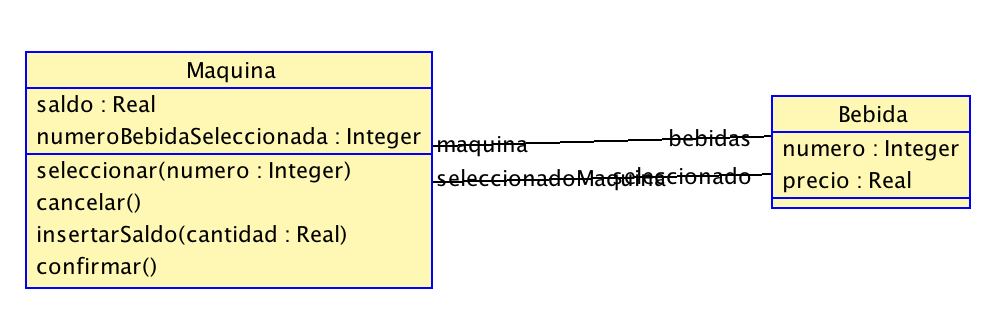 Maquina
saldo : Real
numeroBebidaSeleccionada : Integer
seleccionar(numero : Integer)
cancelar()
insertarSaldo(cantidad : Real)
confirmar()
maquina
bebidas
seleccionadoMaquina
seleccionado
Bebida
numero : Integer
precio : Real